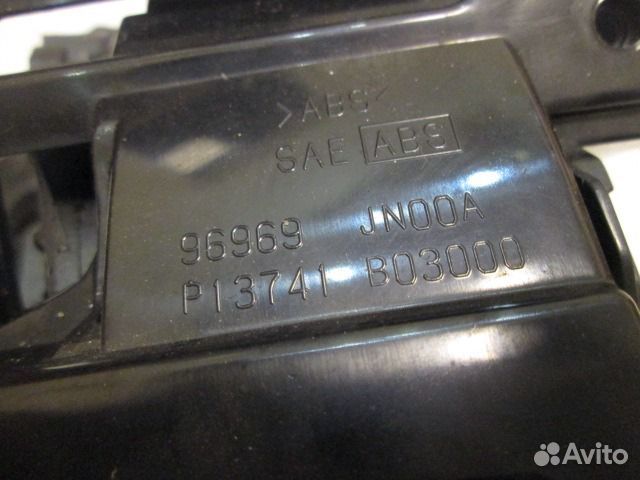 >ABS<
SAE ABS
96969 JN00A
P13741 B03000
Avito